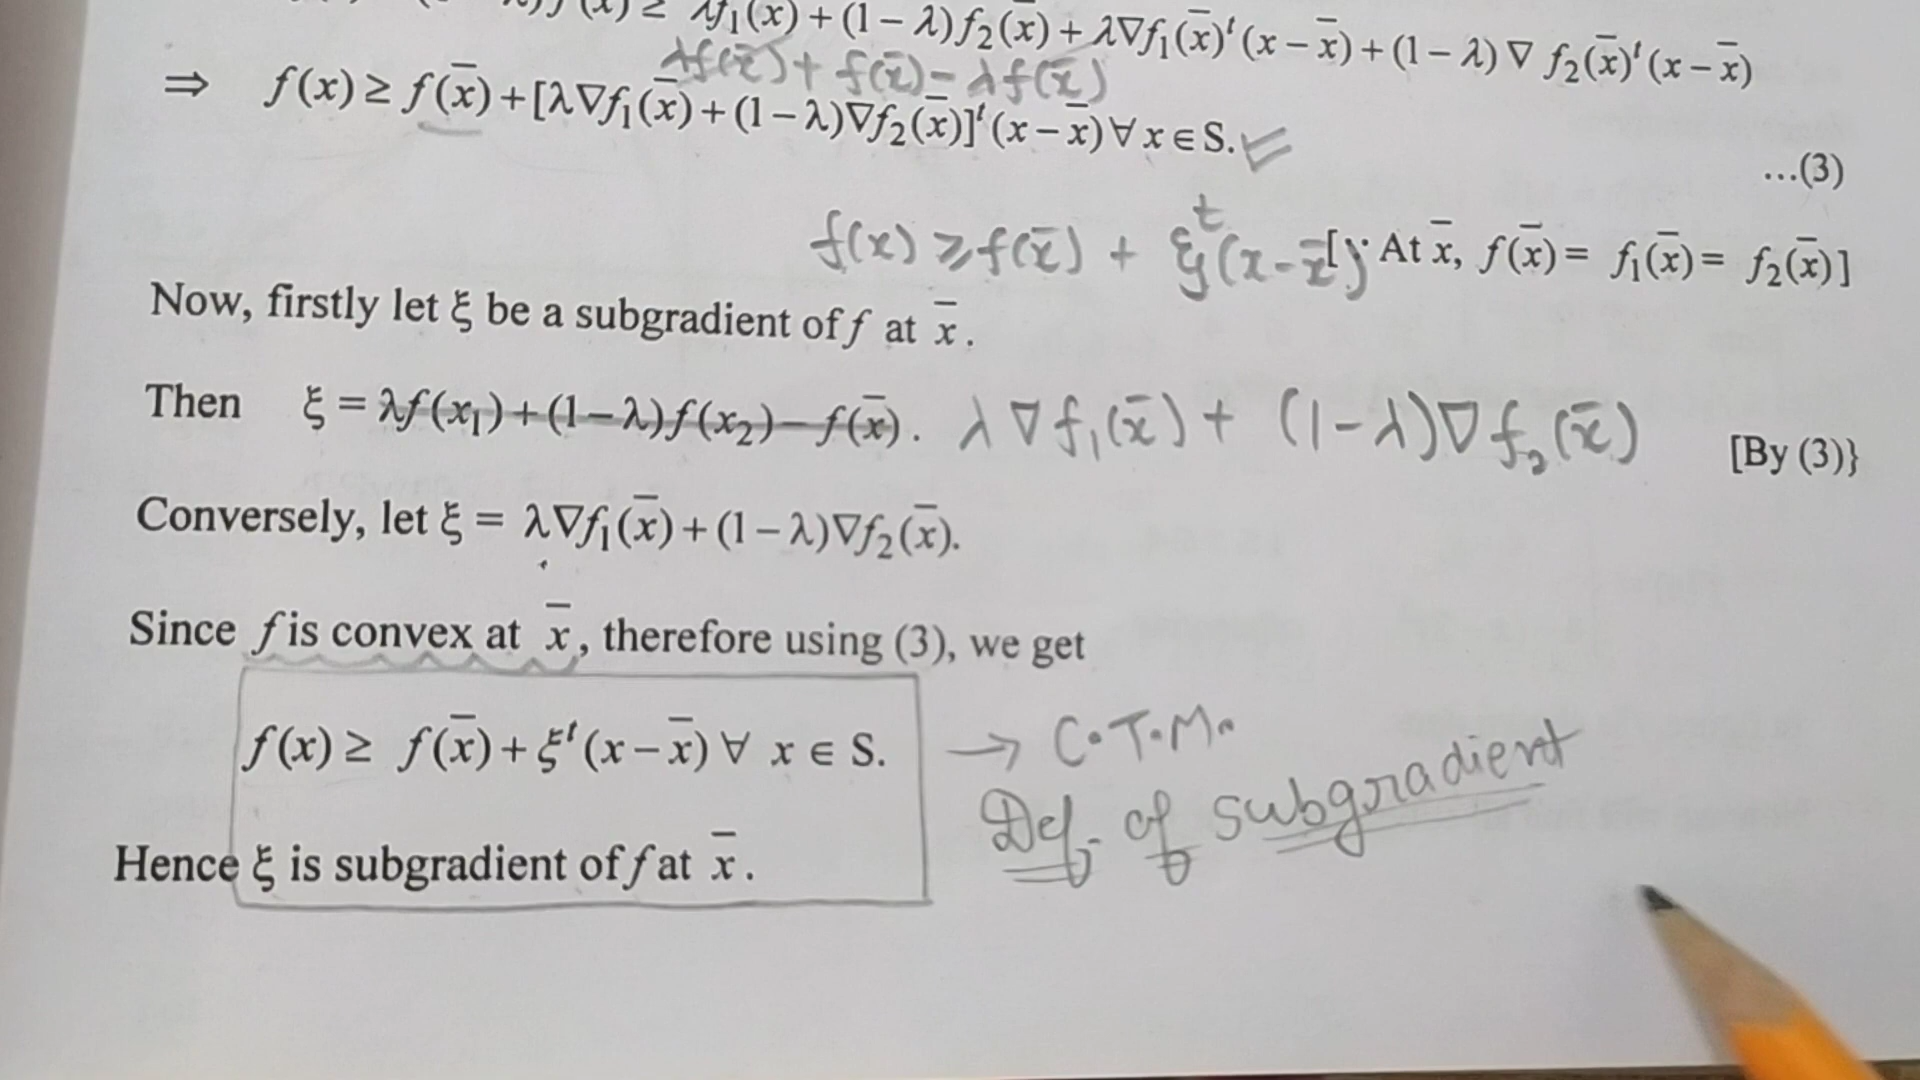 f(x) ≥ λf₁(x̄) + (1 − λ) f₂(x̄) + λ∇f₁(x̄)ᵗ (x − x̄) + (1 − λ) ∇ f₂(x̄)ᵗ (x − x̄)
λf(x̄) + f(x̄) − λf(x̄)
⇒ f(x) ≥ f(x̄) + [λ∇f₁(x̄) + (1 − λ)∇f₂(x̄)]ᵗ (x − x̄) ∀ x ∈ S.
...(3)
f(x) ≥ f(x̄) + ξᵗ(x − x̄)
[∵ At x̄, f(x̄) = f₁(x̄) = f₂(x̄)]
Now, firstly let ξ be a subgradient of f at x̄.
Then ξ = λf(x₁) + (1 − λ) f(x₂) − f(x̄). λ∇f₁(x̄) + (1 − λ)∇f₂(x̄) [By (3)}
Conversely, let ξ = λ∇f₁(x̄) + (1 − λ)∇f₂(x̄).
Since f is convex at x̄, therefore using (3), we get
f(x) ≥ f(x̄) + ξᵗ (x − x̄) ∀ x ∈ S. → C.T.M.
Def. of subgradient
Hence ξ is subgradient of f at x̄.